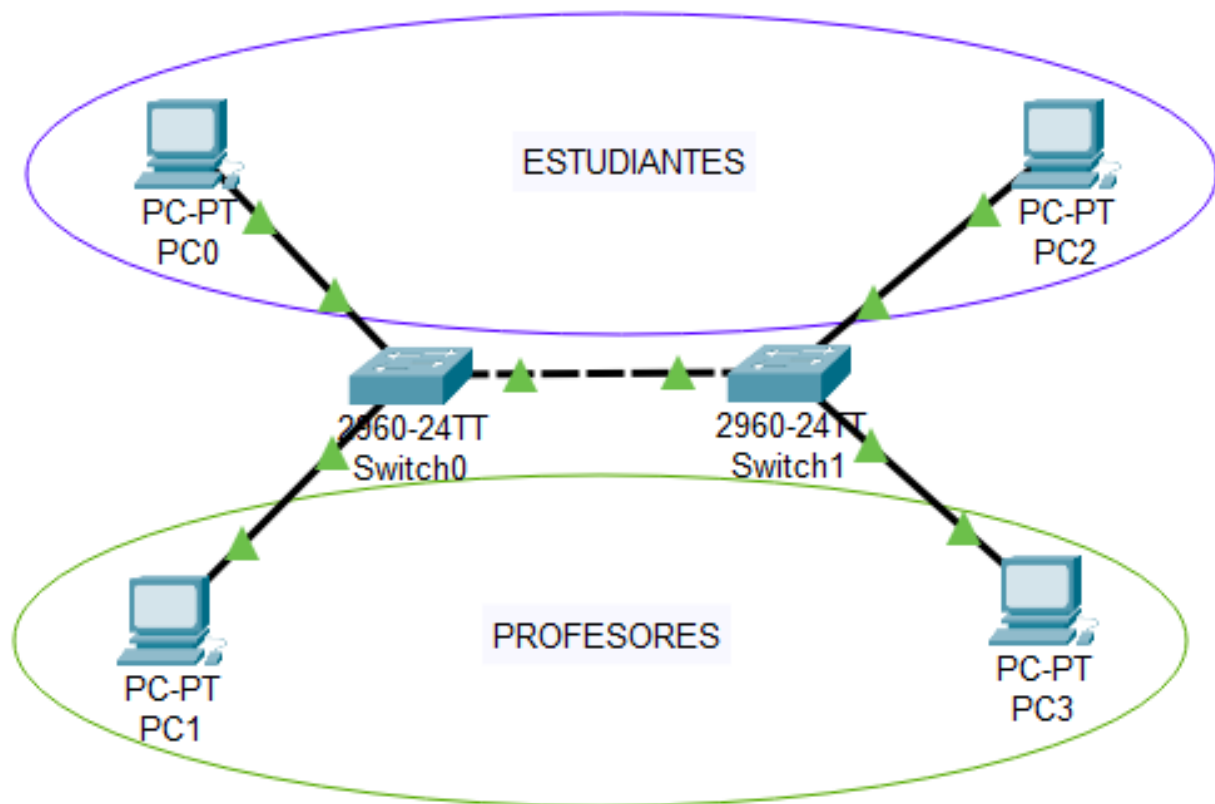 ESTUDIANTES
PC-PT
PC0
PC-PT
PC2
2960-24TT
Switch0
2960-24TT
Switch1
PROFESORES
PC-PT
PC1
PC-PT
PC3